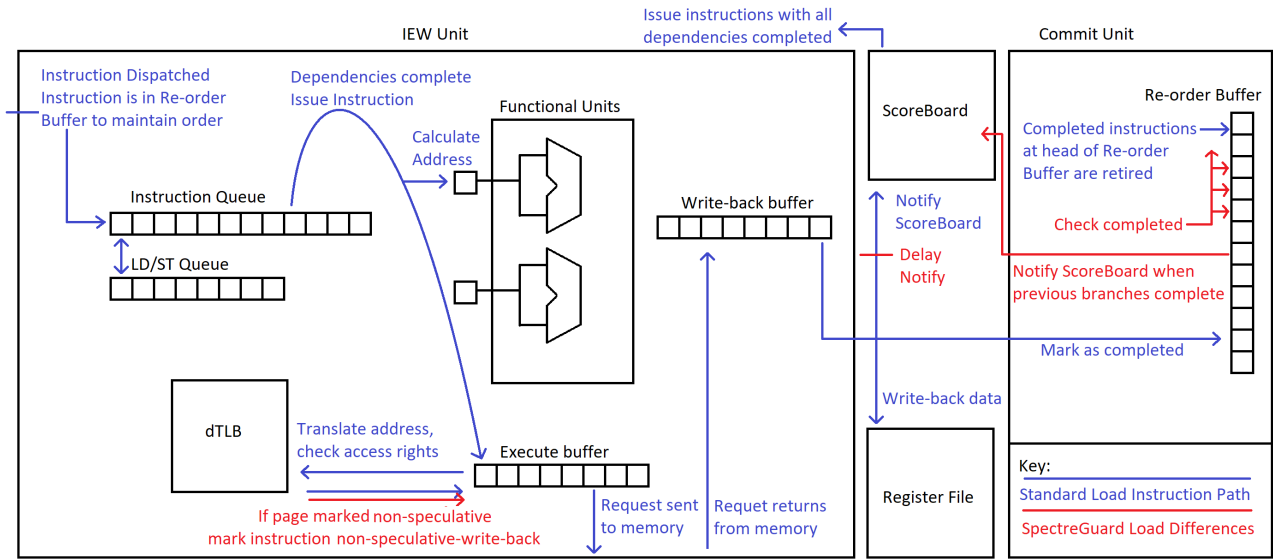 Issue instructions with all
dependencies completed
IEW Unit
Commit Unit
Instruction Dispatched
Instruction is in Re-order
Buffer to maintain order
Dependencies complete
Issue Instruction
Functional Units
Calculate
Address
ScoreBoard
Re-order Buffer
Completed instructions
at head of Re-order
Buffer are retired
Check completed
Instruction Queue
LD/ST Queue
Write-back buffer
Notify
ScoreBoard
Delay
Notify
Notify ScoreBoard when
previous branches complete
Mark as completed
Write-back data
dTLB
Translate address,
check access rights
Execute buffer
If page marked non-speculative
mark instruction non-speculative-write-back
Request sent
to memory
Requet returns
from memory
Register File
Key:
Standard Load Instruction Path
SpectreGuard Load Differences